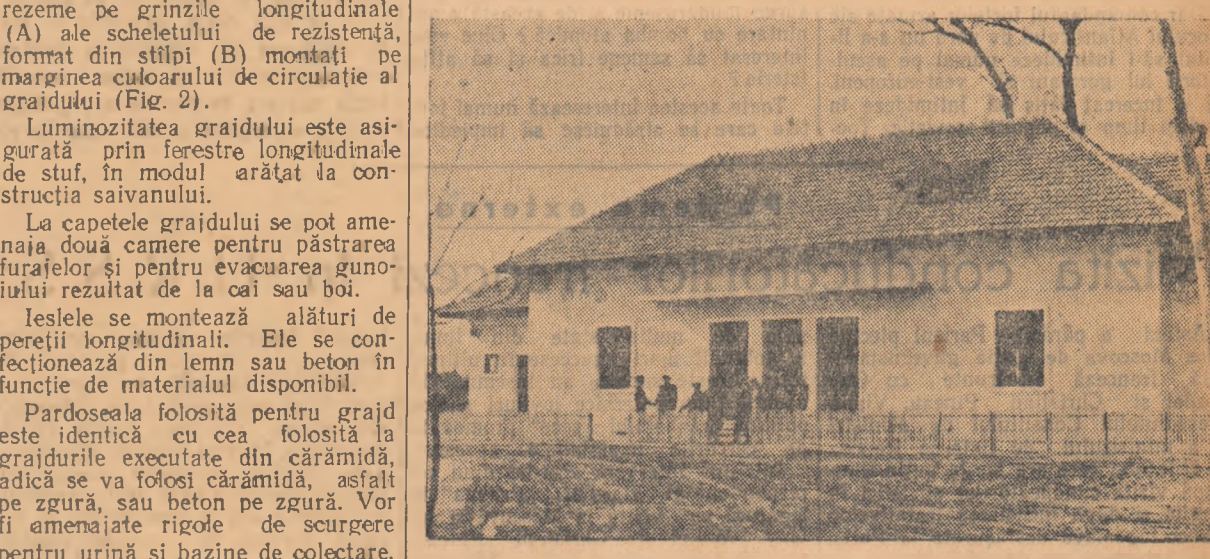 rezeme pe grinzile longitudinale
(A) ale scheletului de rezistență,
format din stîlpi (B) montați pe
marginea culoarului de circulație al
grajdului (Fig. 2).
Luminozitatea grajdului este asi-
gurată prin ferestre longitudinale
de stuf, în modul arătat la con-
strucția saivanului.
La capetele grajdului se pot ame-
naja două camere pentru păstrarea
furajelor și pentru evacuarea guno-
iului rezultat de la cai sau boi.
Ieslele se montează alături de
pereții longitudinali. Ele se con-
fecționează din lemn sau beton în
funcție de materialul disponibil.
Pardoseala folosită pentru grajd
este identică cu cea folosită la
grajdurile executate din cărămidă,
adică se va folosi cărămidă, asfalt
pe zgură, sau beton pe zgură. Vor
fi amenajate rigole de scurgere
pentru urină și bazine de colectare.